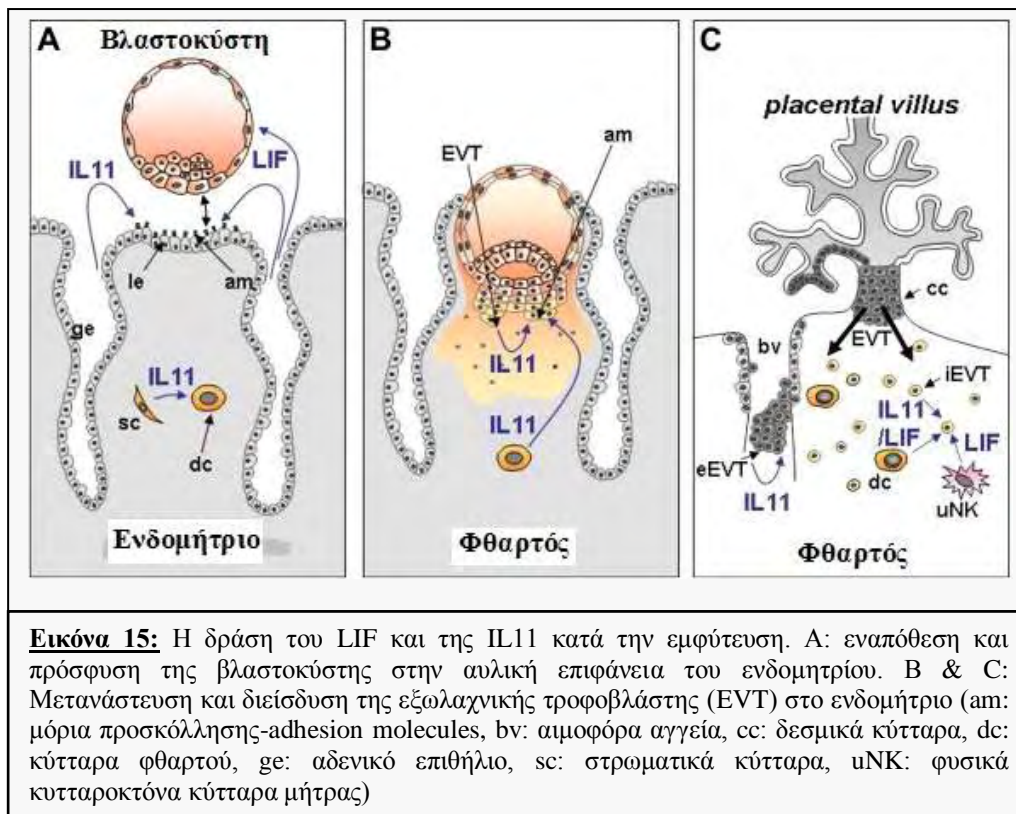 A
Βλαστοκύστη
IL11
LIF
le
am
ge
IL11
sc
dc
Ενδομήτριο
B
EVT
am
IL11
IL11
Φθαρτός
C
placental villus
cc
EVT
bv
iEVT
IL11
/LIF
LIF
eEVT
dc
IL11
uNK
Φθαρτός
Εικόνα 15: Η δράση του LIF και της IL11 κατά την εμφύτευση. Α: εναπόθεση και
πρόσφυση της βλαστοκύστης στην αυλική επιφάνεια του ενδομητρίου. Β & C:
Μετανάστευση και διείσδυση της εξωλαχνικής τροφοβλάστης (EVT) στο ενδομήτριο (am:
μόρια προσκόλλησης-adhesion molecules, bv: αιμοφόρα αγγεία, cc: δεσμικά κύτταρα, dc:
κύτταρα φθαρτού, ge: αδενικό επιθήλιο, sc: στρωματικά κύτταρα, uNK: φυσικά
κυτταροκτόνα κύτταρα μήτρας)